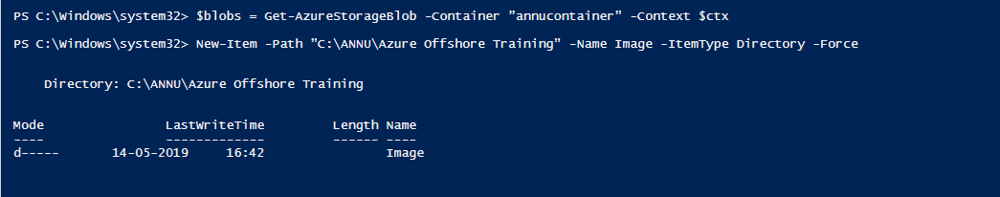 PS C:\Windows\system32> $blobs = Get-AzureStorageBlob -Container ”annucontainer” -Context $ctx
PS C:\Windows\system32> New-Item -Path ”C:\ANNU\Azure Offshore Training” -Name Image -ItemType Directory -Force
Directory: C:\ANNU\Azure Offshore Training
Mode LastWriteTime Length Name
---- ------------- ------ ----
d----- 14-05-2019 16:42 Image